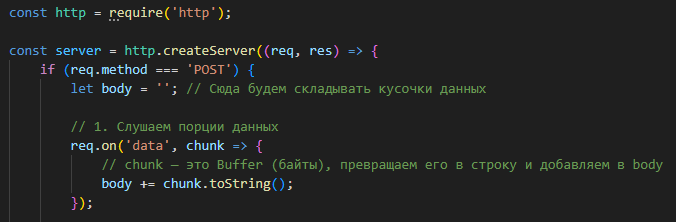 const http = require('http');
const server = http.createServer((req, res) => {
if (req.method === 'POST') {
let body = ''; // Сюда будем складывать кусочки данных
// 1. Слушаем порции данных
req.on('data', chunk => {
// chunk — это Buffer (байты), превращаем его в строку и добавляем в body
body += chunk.toString();
});